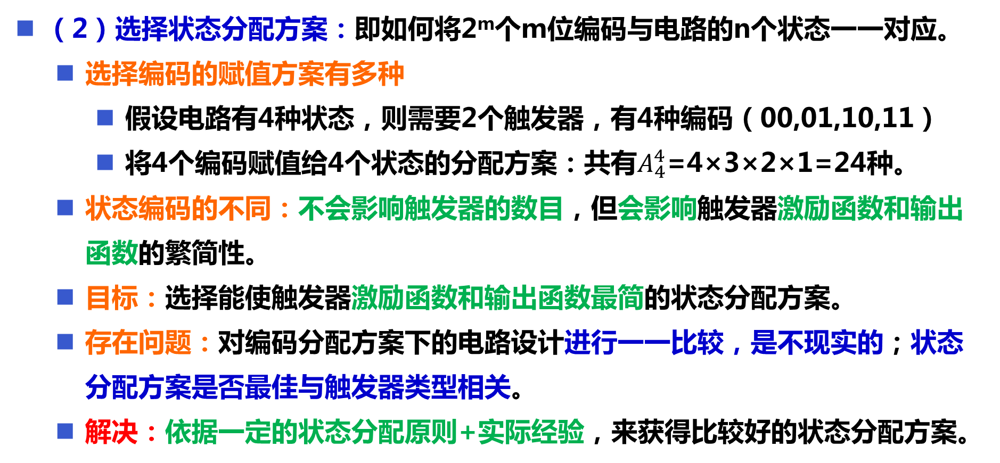 （2）选择状态分配方案：即如何将2ᵐ个m位编码与电路的n个状态一一对应。
选择编码的赋值方案有多种
假设电路有4种状态，则需要2个触发器，有4种编码（00,01,10,11）
将4个编码赋值给4个状态的分配方案：共有$A_4^4$=4×3×2×1=24种。
状态编码的不同：不会影响触发器的数目，但会影响触发器激励函数和输出
函数的繁简性。
目标：选择能使触发器激励函数和输出函数最简的状态分配方案。
存在问题：对编码分配方案下的电路设计进行一一比较，是不现实的；状态
分配方案是否最佳与触发器类型相关。
解决：依据一定的状态分配原则+实际经验，来获得比较好的状态分配方案。